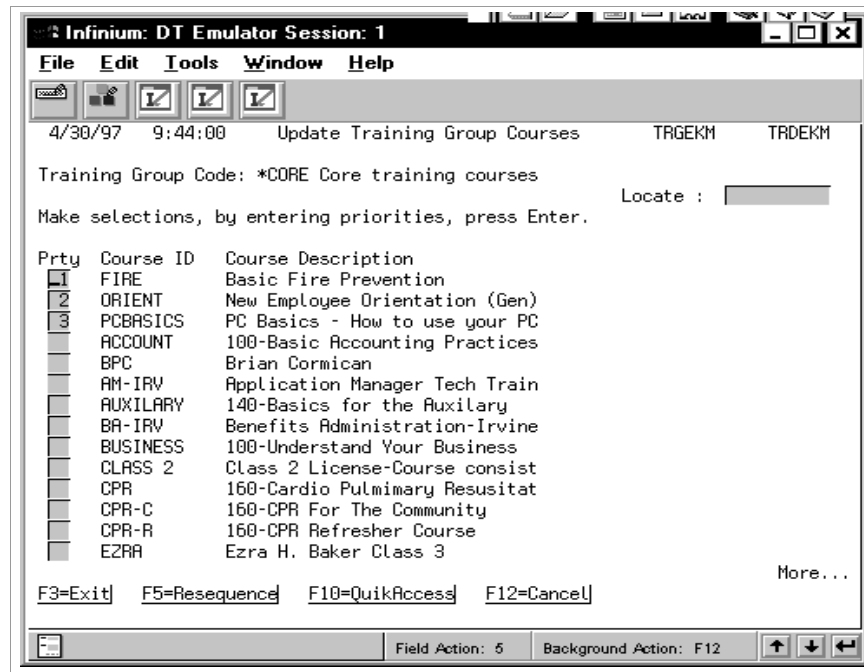 Infinium: DT Emulator Session: 1
File Edit Tools Window Help
4/30/97 9:44:00 Update Training Group Courses TRGEKM TRDEKM
Training Group Code: *CORE Core training courses
Locate :
Make selections, by entering priorities, press Enter.
Prty Course ID Course Description
1 FIRE Basic Fire Prevention
2 ORIENT New Employee Orientation (Gen)
3 PCBASICS PC Basics - How to use your PC
ACCOUNT 100-Basic Accounting Practices
BPC Brian Cormican
AM-IRV Application Manager Tech Train
AUXILARY 140-Basics for the Auxilary
BA-IRV Benefits Administration-Irvine
BUSINESS 100-Understand Your Business
CLASS 2 Class 2 License-Course consist
CPR 160-Cardio Pulmimary Resusitat
CPR-C 160-CPR For The Community
CPR-R 160-CPR Refresher Course
EZRA Ezra H. Baker Class 3
More...
F3=Exit F5=Resequence F10=QuikAccess F12=Cancel
Field Action: 5 Background Action: F12